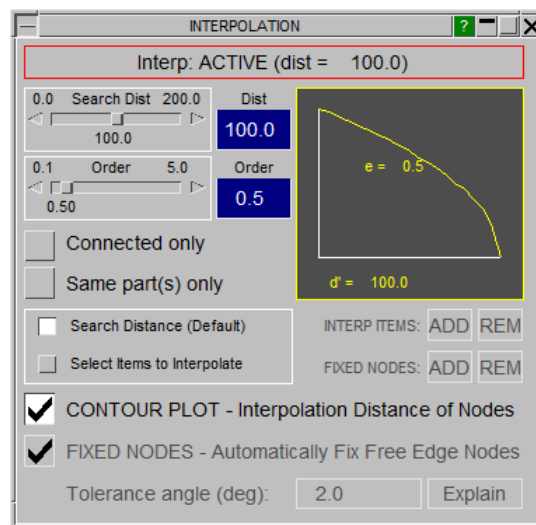 INTERPOLATION ?
Interp: ACTIVE (dist = 100.0)
0.0 Search Dist 200.0
100.0
Dist
100.0
0.1 Order 5.0
0.50
Order
0.5
e = 0.5
d' = 100.0
Connected only
Same part(s) only
Search Distance (Default)
Select Items to Interpolate
INTERP ITEMS: ADD REM
FIXED NODES: ADD REM
CONTOUR PLOT - Interpolation Distance of Nodes
FIXED NODES - Automatically Fix Free Edge Nodes
Tolerance angle (deg): 2.0 Explain